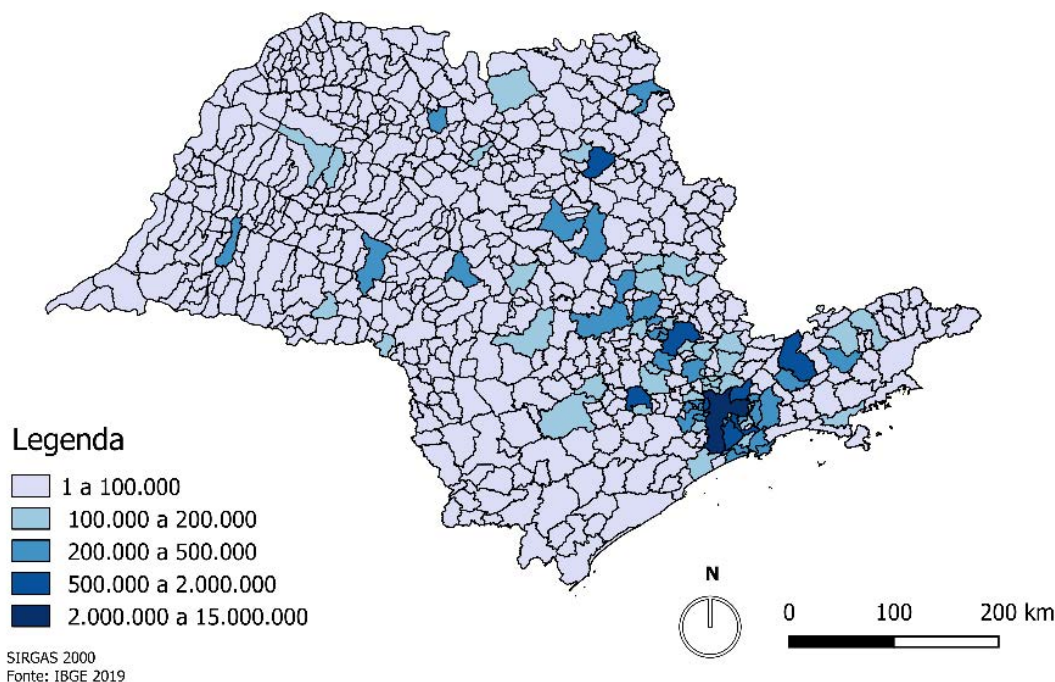 Legenda
1 a 100.000
100.000 a 200.000
200.000 a 500.000
500.000 a 2.000.000
2.000.000 a 15.000.000
SIRGAS 2000
Fonte: IBGE 2019
N
0 100 200 km